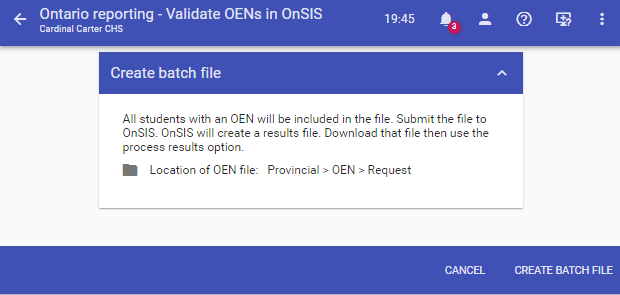 Ontario reporting - Validate OENs in OnSIS
Cardinal Carter CHS
19:45
3
Create batch file
All students with an OEN will be included in the file. Submit the file to
OnSIS. OnSIS will create a results file. Download that file then use the
process results option.
Location of OEN file: Provincial > OEN > Request
CANCEL
CREATE BATCH FILE